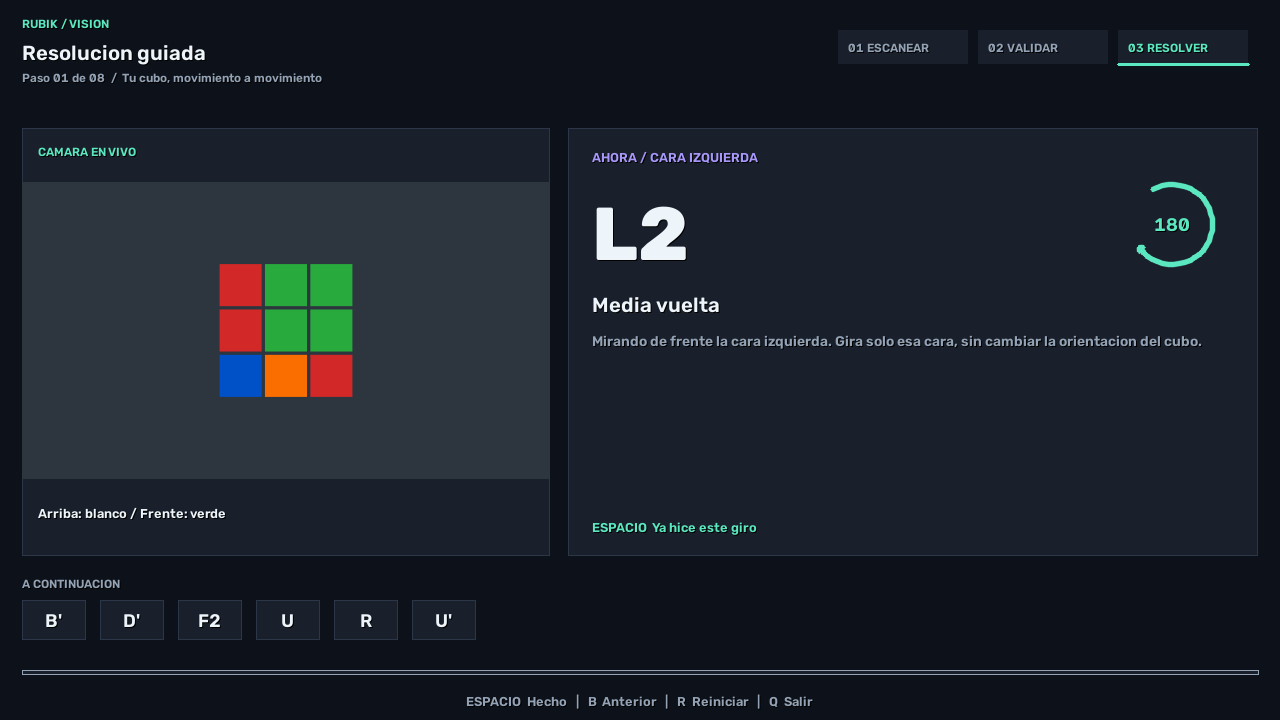 RUBIK / VISION
Resolucion guiada
Paso 01 de 08 / Tu cubo, movimiento a movimiento
01 ESCANEAR
02 VALIDAR
03 RESOLVER
CAMARA EN VIVO
Arriba: blanco / Frente: verde
AHORA / CARA IZQUIERDA
L2
180
Media vuelta
Mirando de frente la cara izquierda. Gira solo esa cara, sin cambiar la orientacion del cubo.
ESPACIO Ya hice este giro
A CONTINUACION
B' D' F2 U R U'
ESPACIO Hecho | B Anterior | R Reiniciar | Q Salir